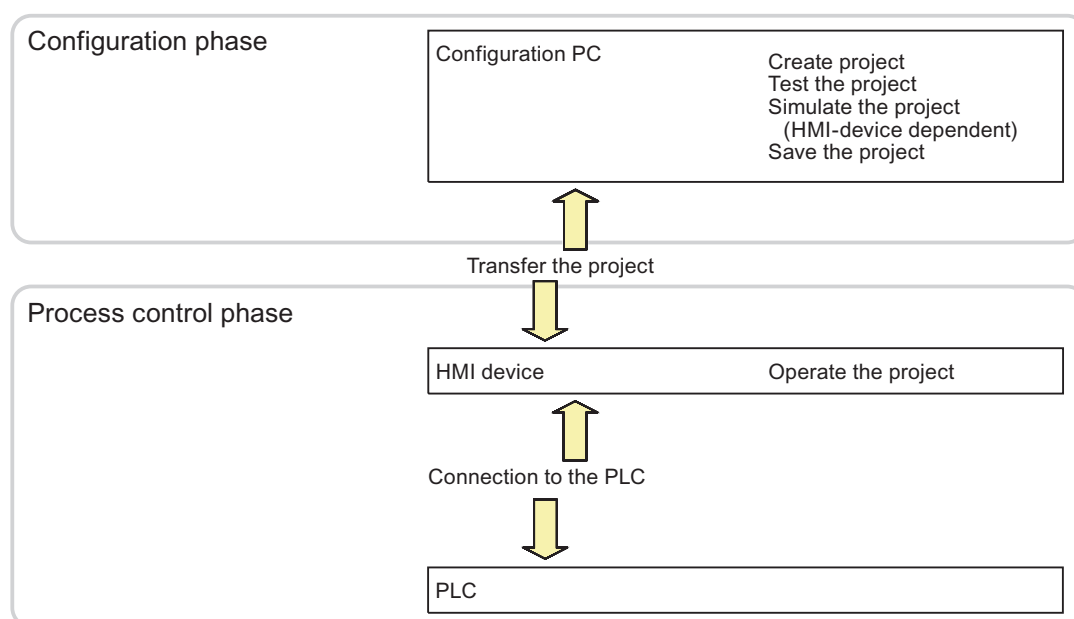 Configuration phase
Configuration PC
Create project
Test the project
Simulate the project
(HMI-device dependent)
Save the project
Transfer the project
Process control phase
HMI device
Operate the project
Connection to the PLC
PLC